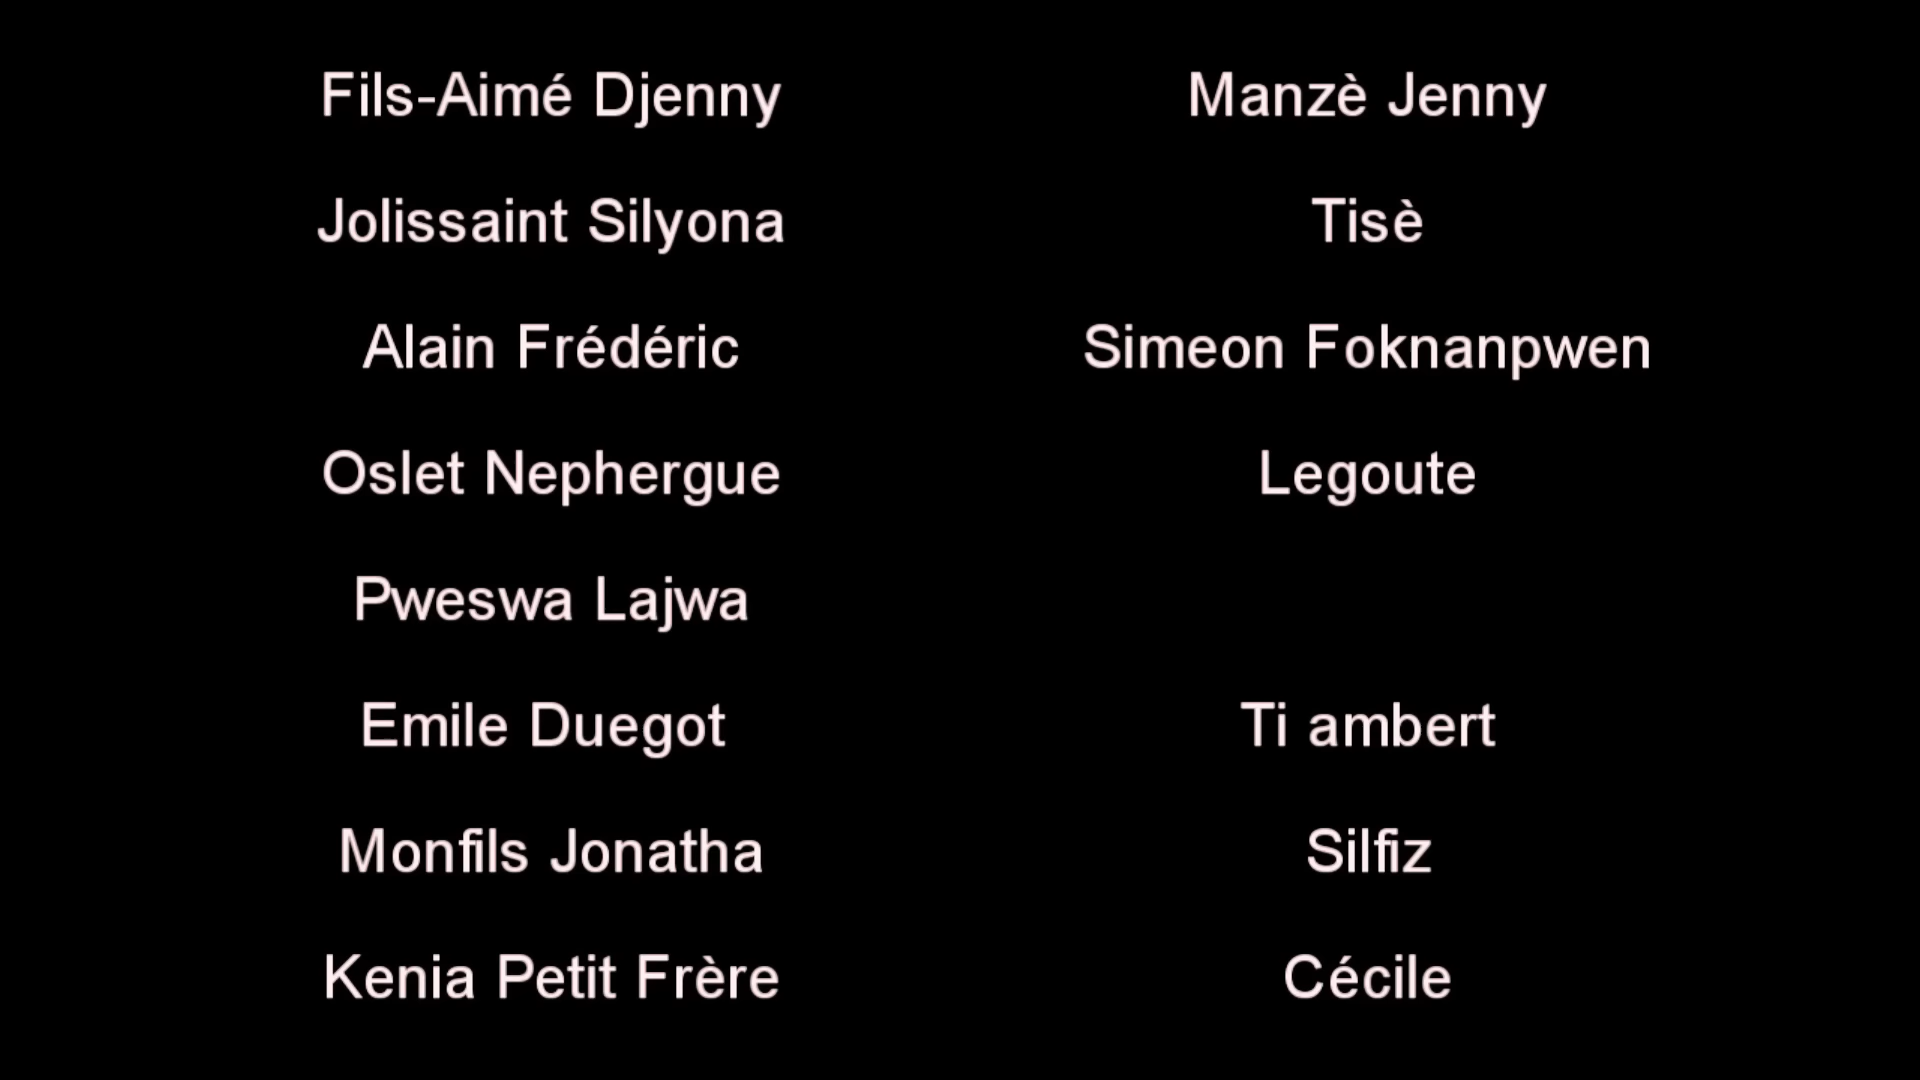 Fils-Aimé Djenny Manzè Jenny
Jolissaint Silyona Tisè
Alain Frédéric Simeon Foknanpwen
Oslet Nephergue Legoute
Pweswa Lajwa
Emile Duegot Ti ambert
Monfils Jonatha Silfiz
Kenia Petit Frère Cécile